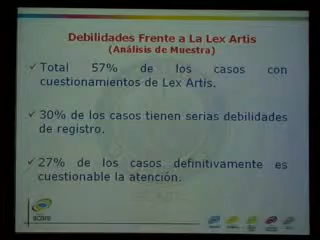 Debilidades Frente a La Lex Artis
(Análisis de Muestra)
✓ Total 57% de los casos con
cuestionamientos de Lex Artis.
✓ 30% de los casos tienen serias debilidades
de registro.
✓ 27% de los casos definitivamente es
cuestionable la atención.
scare